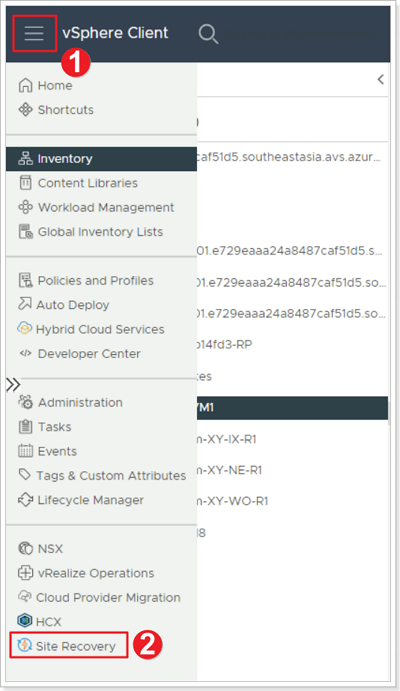 vSphere Client
1
Home
Shortcuts
Inventory
caf51d5.southeastasia.avs.azur...
Content Libraries
Workload Management
Global Inventory Lists
01.e729eaaa24a8487caf51d5.s...
Policies and Profiles
01.e729eaaa24a8487caf51d5.so...
Auto Deploy
01.e729eaaa24a8487caf51d5.so...
Hybrid Cloud Services
b14fd3-RP
Developer Center
tes
Administration
VM1
Tasks
m-XY-IX-R1
Events
m-XY-NE-R1
Tags & Custom Attributes
m-XY-WO-R1
Lifecycle Manager
NSX
vRealize Operations
Cloud Provider Migration
HCX
Site Recovery
2